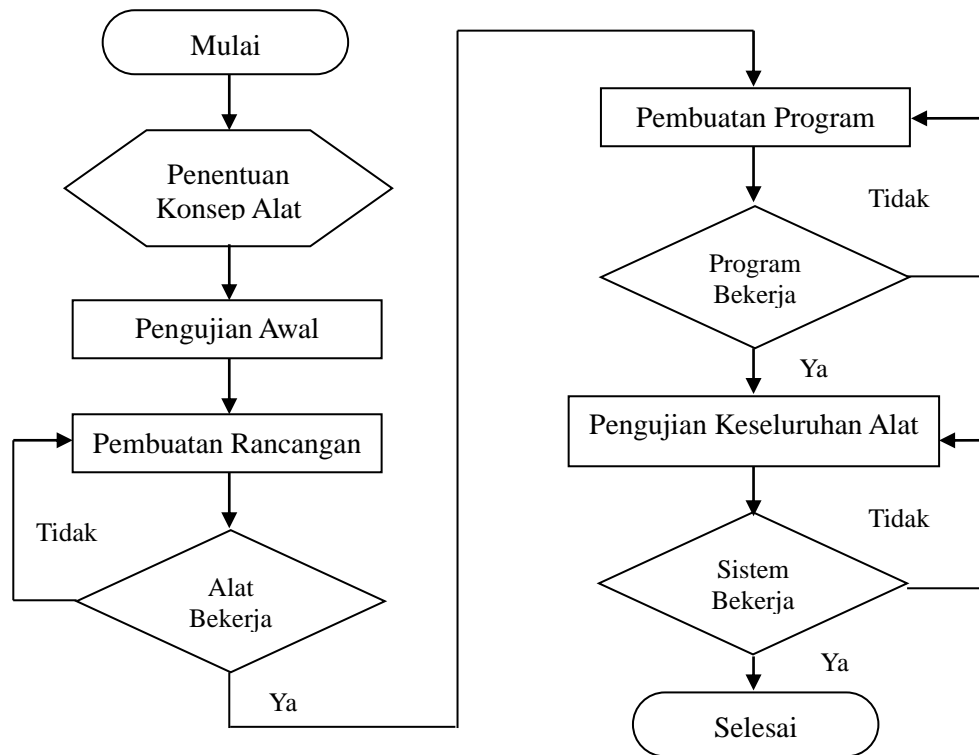 Mulai
Penentuan
Konsep Alat
Pengujian Awal
Pembuatan Rancangan
Tidak
Alat
Bekerja
Ya
Pembuatan Program
Tidak
Program
Bekerja
Ya
Pengujian Keseluruhan Alat
Tidak
Sistem
Bekerja
Ya
Selesai